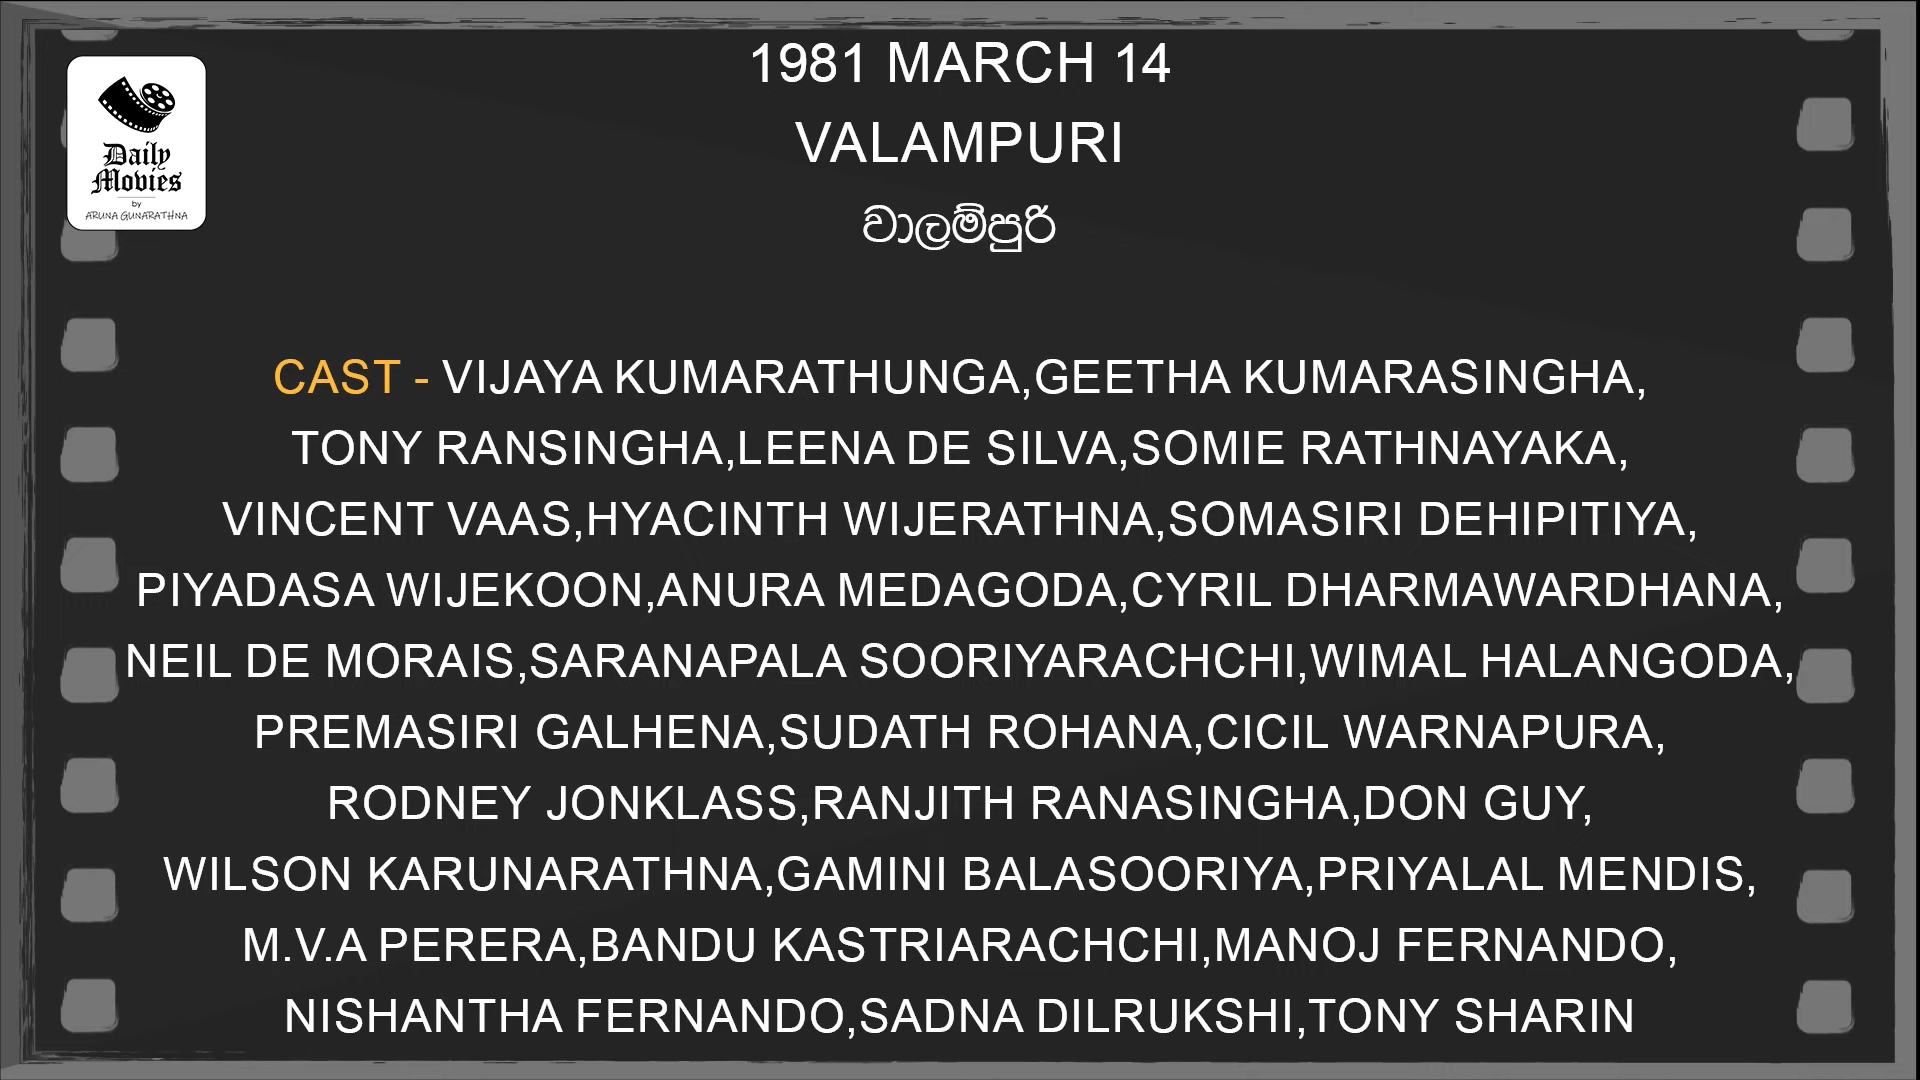 1981 MARCH 14
VALAMPURI
වාලම්පුරි
Daily
Movies
by
ARUNA GUNARATHNA
CAST - VIJAYA KUMARATHUNGA,GEETHA KUMARASINGHA,
TONY RANSINGHA,LEENA DE SILVA,SOMIE RATHNAYAKA,
VINCENT VAAS,HYACINTH WIJERATHNA,SOMASIRI DEHIPITIYA,
PIYADASA WIJEKOON,ANURA MEDAGODA,CYRIL DHARMAWARDHANA,
NEIL DE MORAIS,SARANAPALA SOORIYARACHCHI,WIMAL HALANGODA,
PREMASIRI GALHENA,SUDATH ROHANA,CICIL WARNAPURA,
RODNEY JONKLASS,RANJITH RANASINGHA,DON GUY,
WILSON KARUNARATHNA,GAMINI BALASOORIYA,PRIYALAL MENDIS,
M.V.A PERERA,BANDU KASTRIARACHCHI,MANOJ FERNANDO,
NISHANTHA FERNANDO,SADNA DILRUKSHI,TONY SHARIN